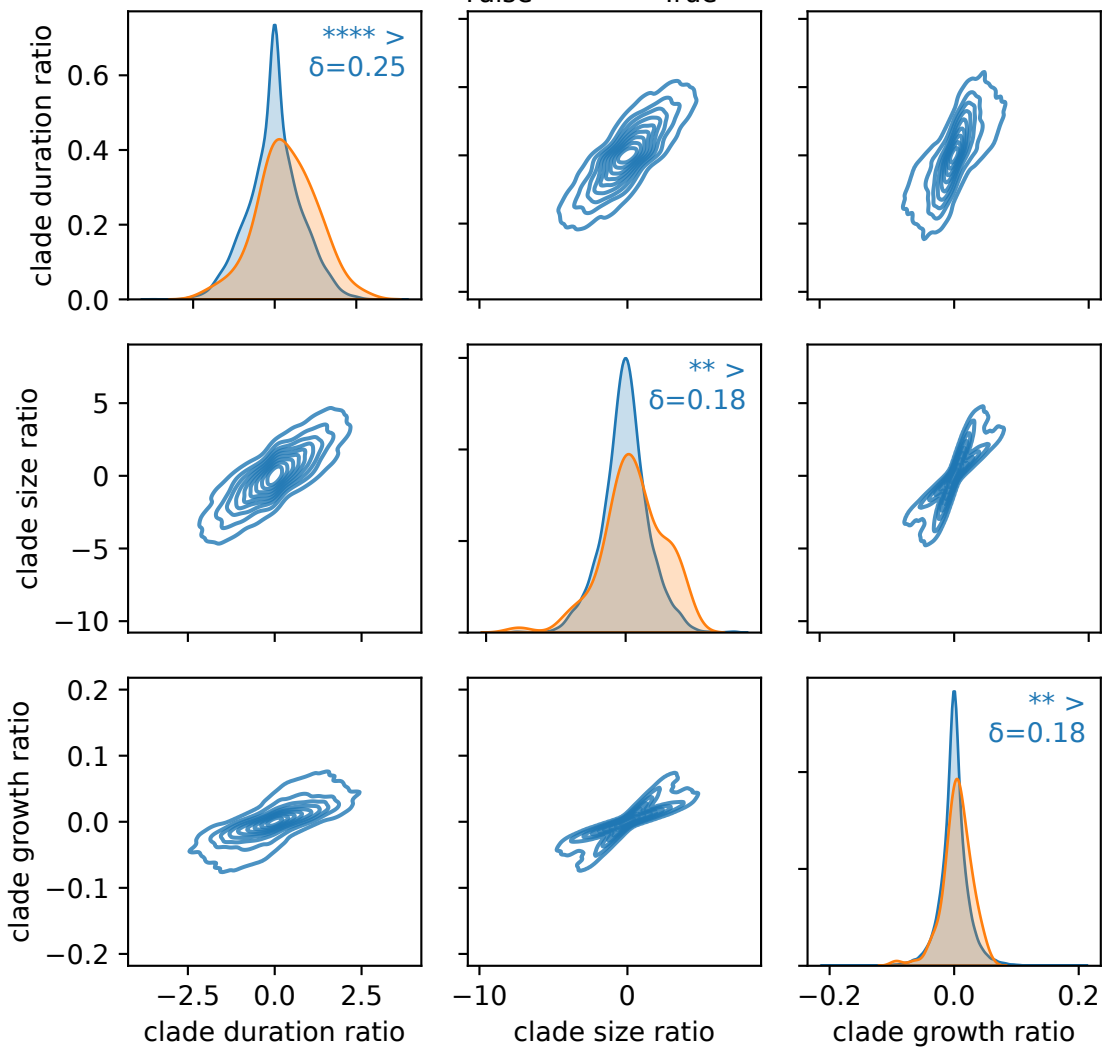 clade duration ratio
0.6
0.4
0.2
0.0
**** >
δ=0.25
clade size ratio
5
0
−5
−10
** >
δ=0.18
clade growth ratio
0.2
0.1
0.0
−0.1
−0.2
** >
δ=0.18
−2.5 0.0 2.5
−10 0
−0.2 0.0 0.2
clade duration ratio
clade size ratio
clade growth ratio